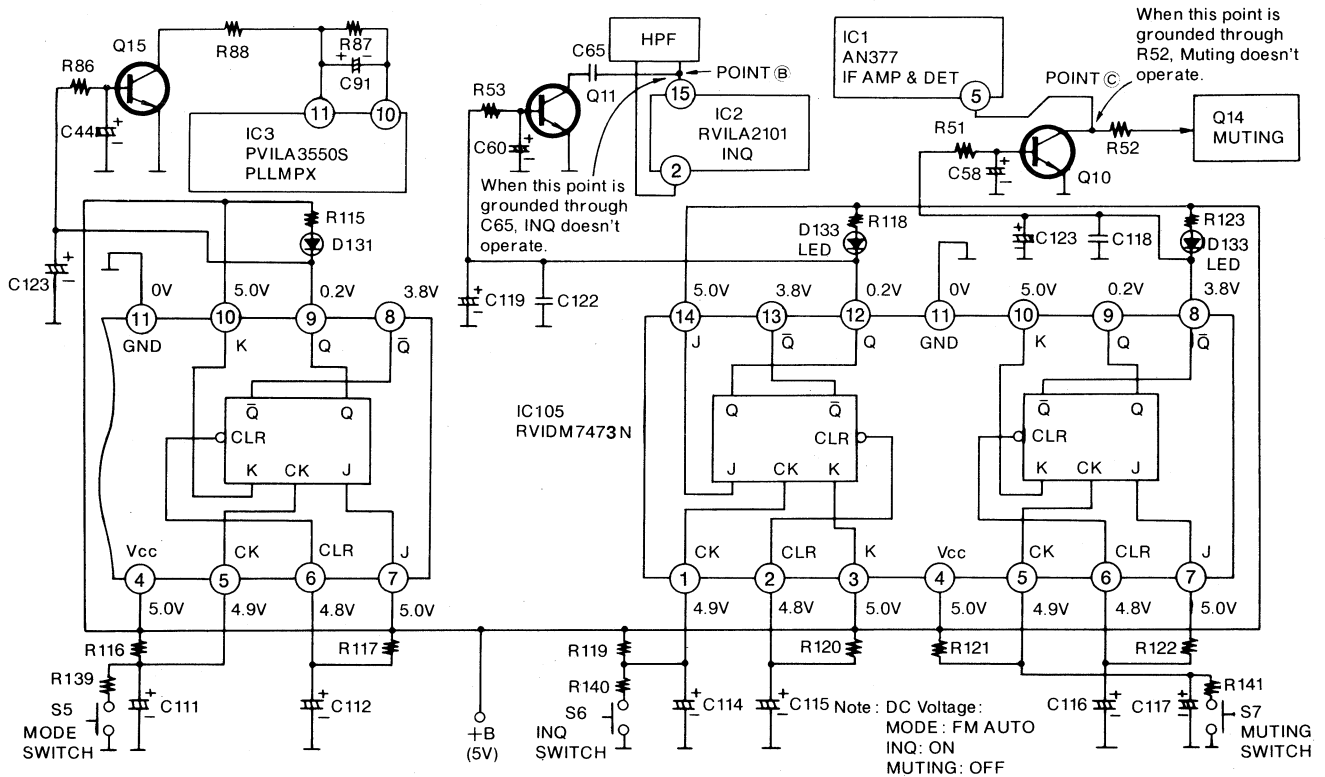 Q15
R88
R87
+ -
C91
R86
C44
+
-
11
10
IC3
PVILA3550S
PLLMPX
HPF
C65
POINT Ⓑ
Q11
R53
C60
+
-
15
IC2
RVILA2101
INQ
2
When this point is
grounded through
C65, INQ doesn't
operate.
IC1
AN377
IF AMP & DET
5
POINT Ⓒ
When this point is
grounded through
R52, Muting doesn't
operate.
R51
C58
+
-
Q10
R52
Q14
MUTING
R115
D131
C123
+
-
0V
5.0V
0.2V
3.8V
11
10
9
8
GND
K
Q
Q̅
Q̅
Q
CLR
K
CK
J
Vcc
CK
CLR
J
4
5
6
7
5.0V
4.9V
4.8V
5.0V
R116
R117
R139
S5
MODE
SWITCH
+
-
C111
+
-
C112
+B
(5V)
C119
+
-
C122
D133
LED
R118
+
-
C123
C118
R123
D133
LED
5.0V
3.8V
0.2V
0V
5.0V
0.2V
3.8V
14
13
12
11
10
9
8
J
Q̅
Q
GND
K
Q
Q̅
IC105
RVIDM7473N
Q
Q̅
CLR
J
CK
K
Q̅
Q
CLR
K
CK
J
CK
CLR
K
Vcc
CK
CLR
J
1
2
3
4
5
6
7
4.9V
4.8V
5.0V
5.0V
4.9V
4.8V
5.0V
R119
R120
R121
R122
R140
S6
INQ
SWITCH
+
-
C114
+
-
C115
C116
+
-
C117
+
-
R141
S7
MUTING
SWITCH
Note : DC Voltage:
MODE: FM AUTO
INQ: ON
MUTING: OFF